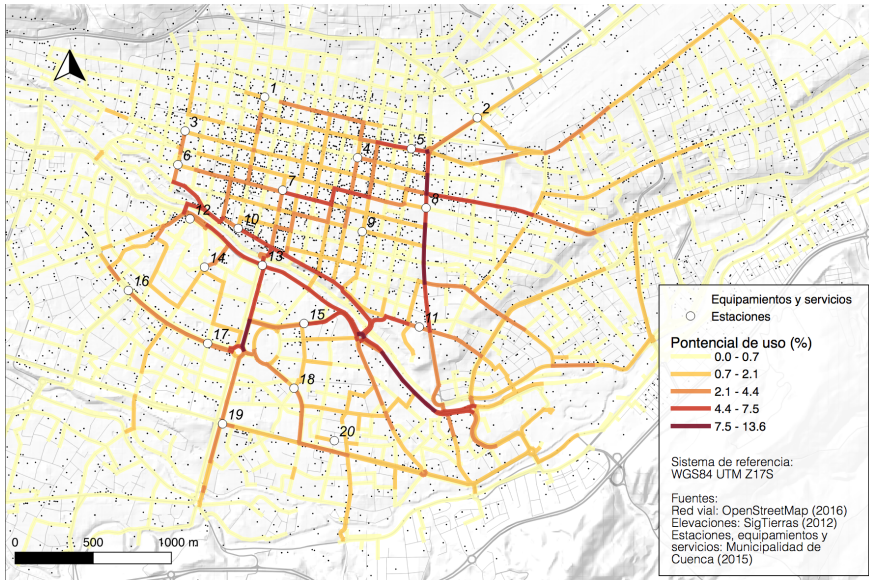 1
2
3
4
5
6
7
8
9
10
11
12
13
14
15
16
17
18
19
20
Equipamientos y servicios
Estaciones
Pontencial de uso (%)
0.0 - 0.7
0.7 - 2.1
2.1 - 4.4
4.4 - 7.5
7.5 - 13.6
Sistema de referencia:
WGS84 UTM Z17S
Fuentes:
Red vial: OpenStreetMap (2016)
Elevaciones: SigTierras (2012)
Estaciones, equipamientos y
servicios: Municipalidad de
Cuenca (2015)
0 500 1000 m